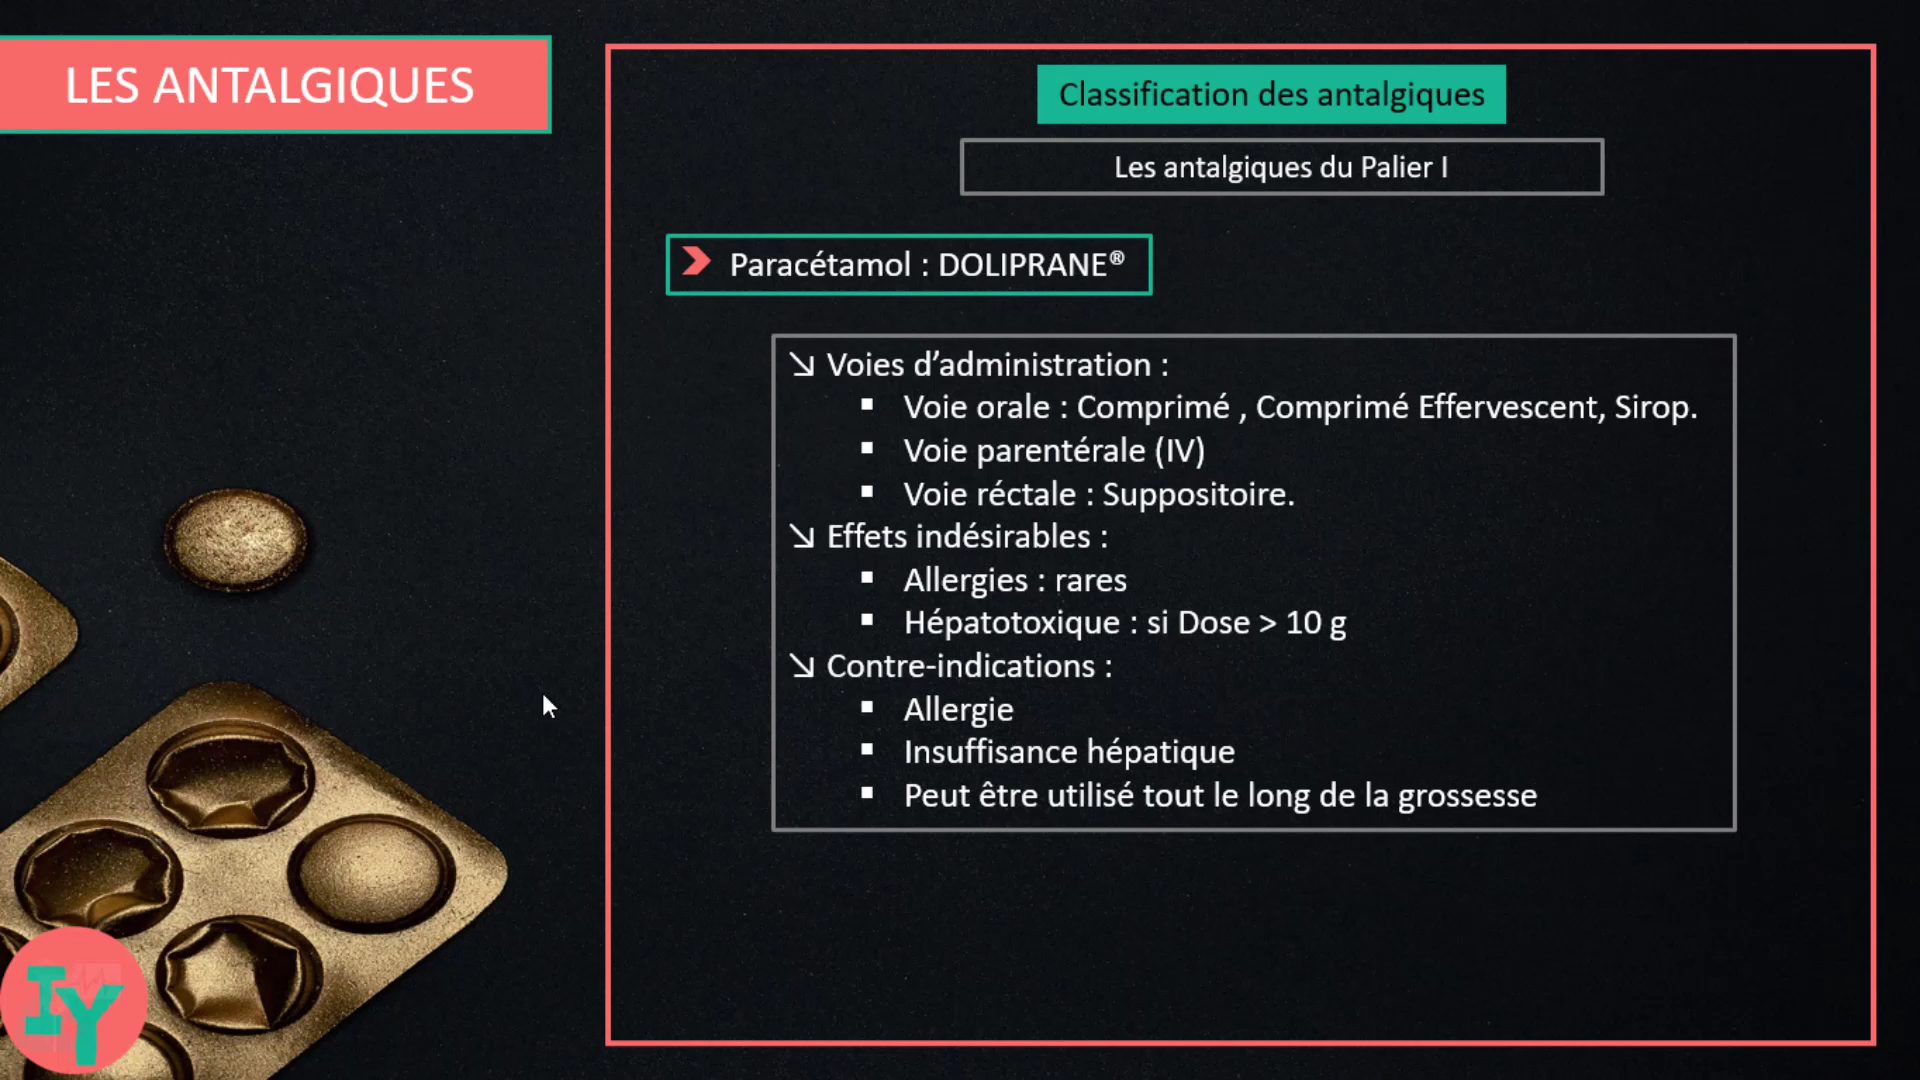 LES ANTALGIQUES
Classification des antalgiques
Les antalgiques du Palier I
Paracétamol : DOLIPRANE®
Voies d’administration :
Voie orale : Comprimé , Comprimé Effervescent, Sirop.
Voie parentérale (IV)
Voie réctale : Suppositoire.
Effets indésirables :
Allergies : rares
Hépatotoxique : si Dose > 10 g
Contre-indications :
Allergie
Insuffisance hépatique
Peut être utilisé tout le long de la grossesse
IY